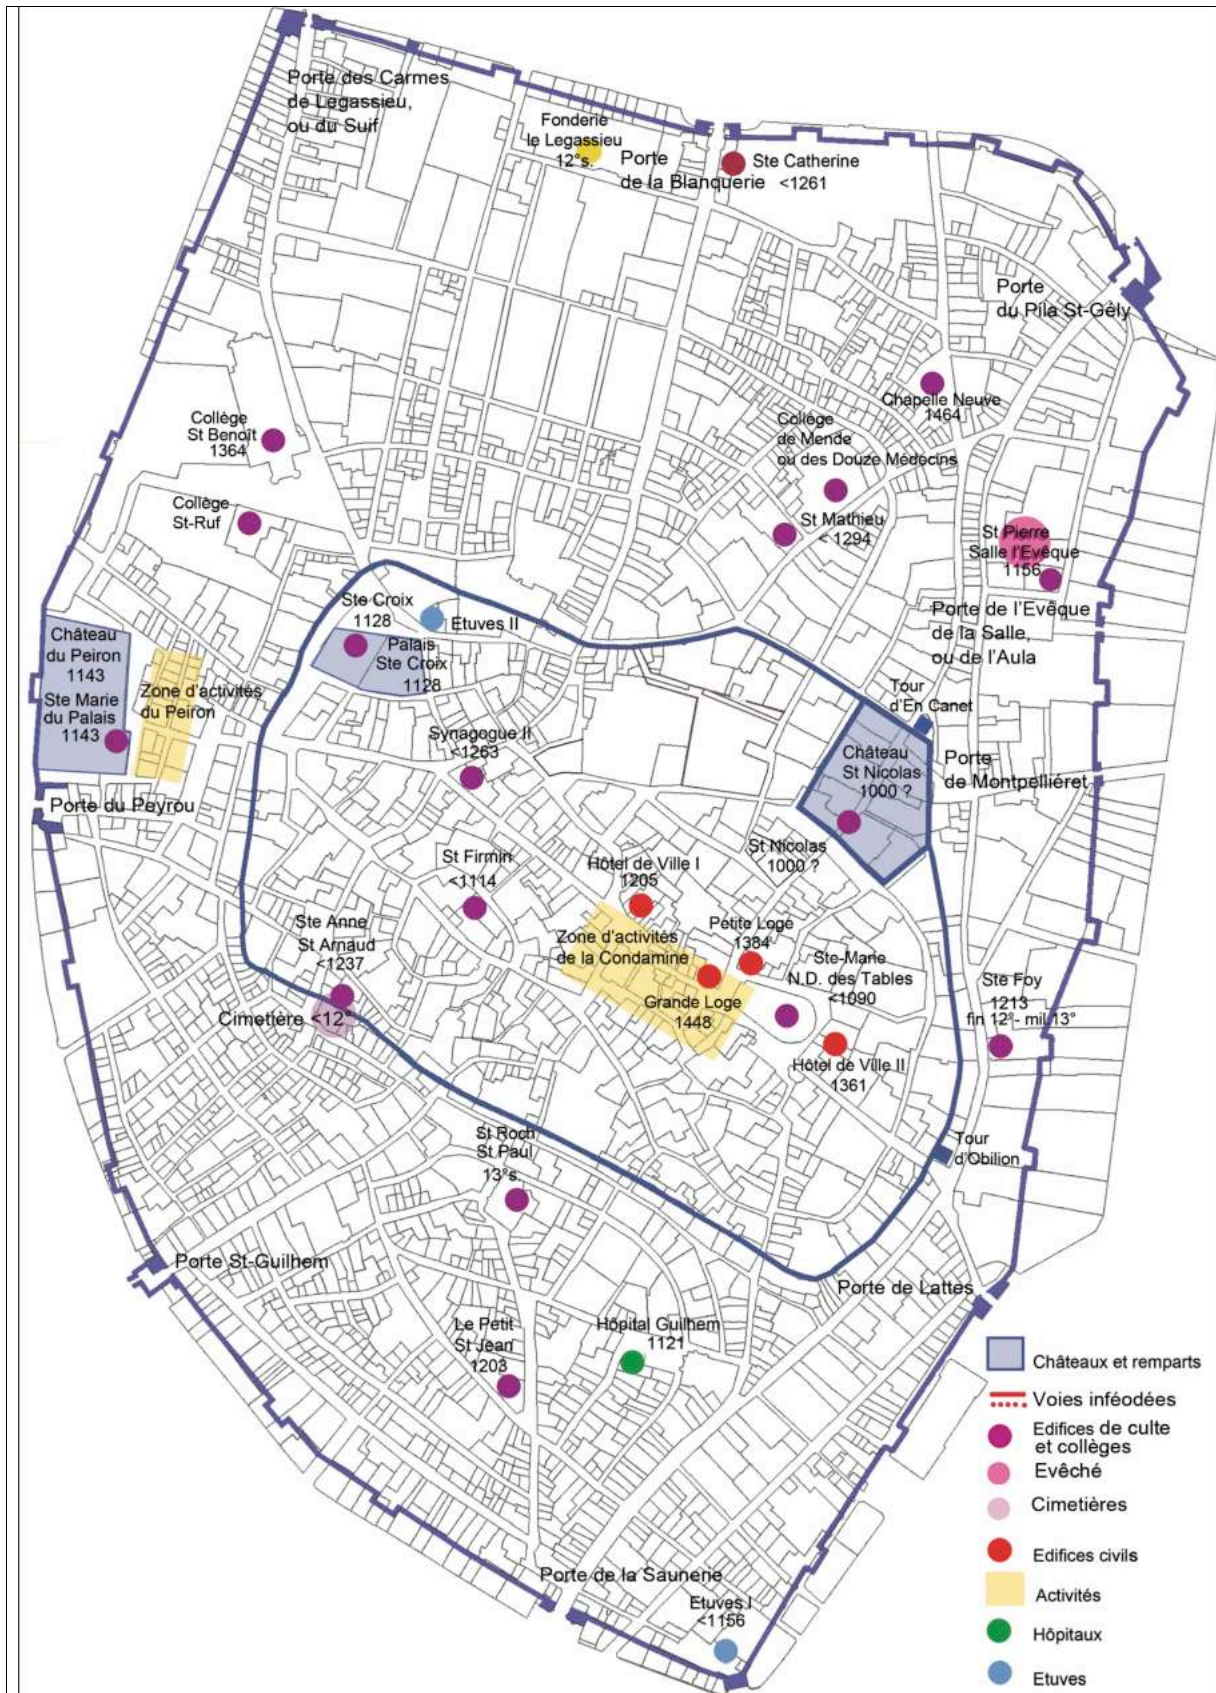 Porte des Carmes
de Legassieu,
ou du Suif
Fonderie
le Legassieu
12°s.
Porte
de la Blanquerie
Ste Catherine
<1261
Porte
du Pila St-Gély
Chapelle Neuve
1464
Collège
St Benoît
1364
Collège
de Mende
ou des Douze Médecins
Collège
St-Ruf
St Mathieu
< 1294
St Pierre
Salle l'Evêque
1156
Porte de l'Evêque
de la Salle,
ou de l'Aula
Ste Croix
1128
Etuves II
Palais
Ste Croix
1128
Château
du Peiron
1143
Ste Marie
du Palais
1143
Zone d'activités
du Peiron
Tour
d'En Canet
Synagogue II
<1263
Château
St Nicolas
1000 ?
Porte
de Montpelliéret
Porte du Peyrou
St Nicolas
1000 ?
St Firmin
<1114
Hôtel de Ville I
1205
Ste Anne
St Arnaud
<1237
Zone d'activités
de la Condamine
Petite Loge
1384
Ste-Marie
N.D. des Tables
<1090
Grande Loge
1448
Ste Foy
1213
fin 12° - mil 13°
Cimetière <12°
Hôtel de Ville II
1361
St Roch
St Paul
13°s.
Tour
d'Obilion
Porte St-Guilhem
Porte de Lattes
Le Petit
St Jean
1203
Hôpital Guilhem
1121
Porte de la Saunerie
Etuves I
<1156
Châteaux et remparts
Voies inféodées
Edifices de culte
et collèges
Evêché
Cimetières
Edifices civils
Activités
Hôpitaux
Etuves